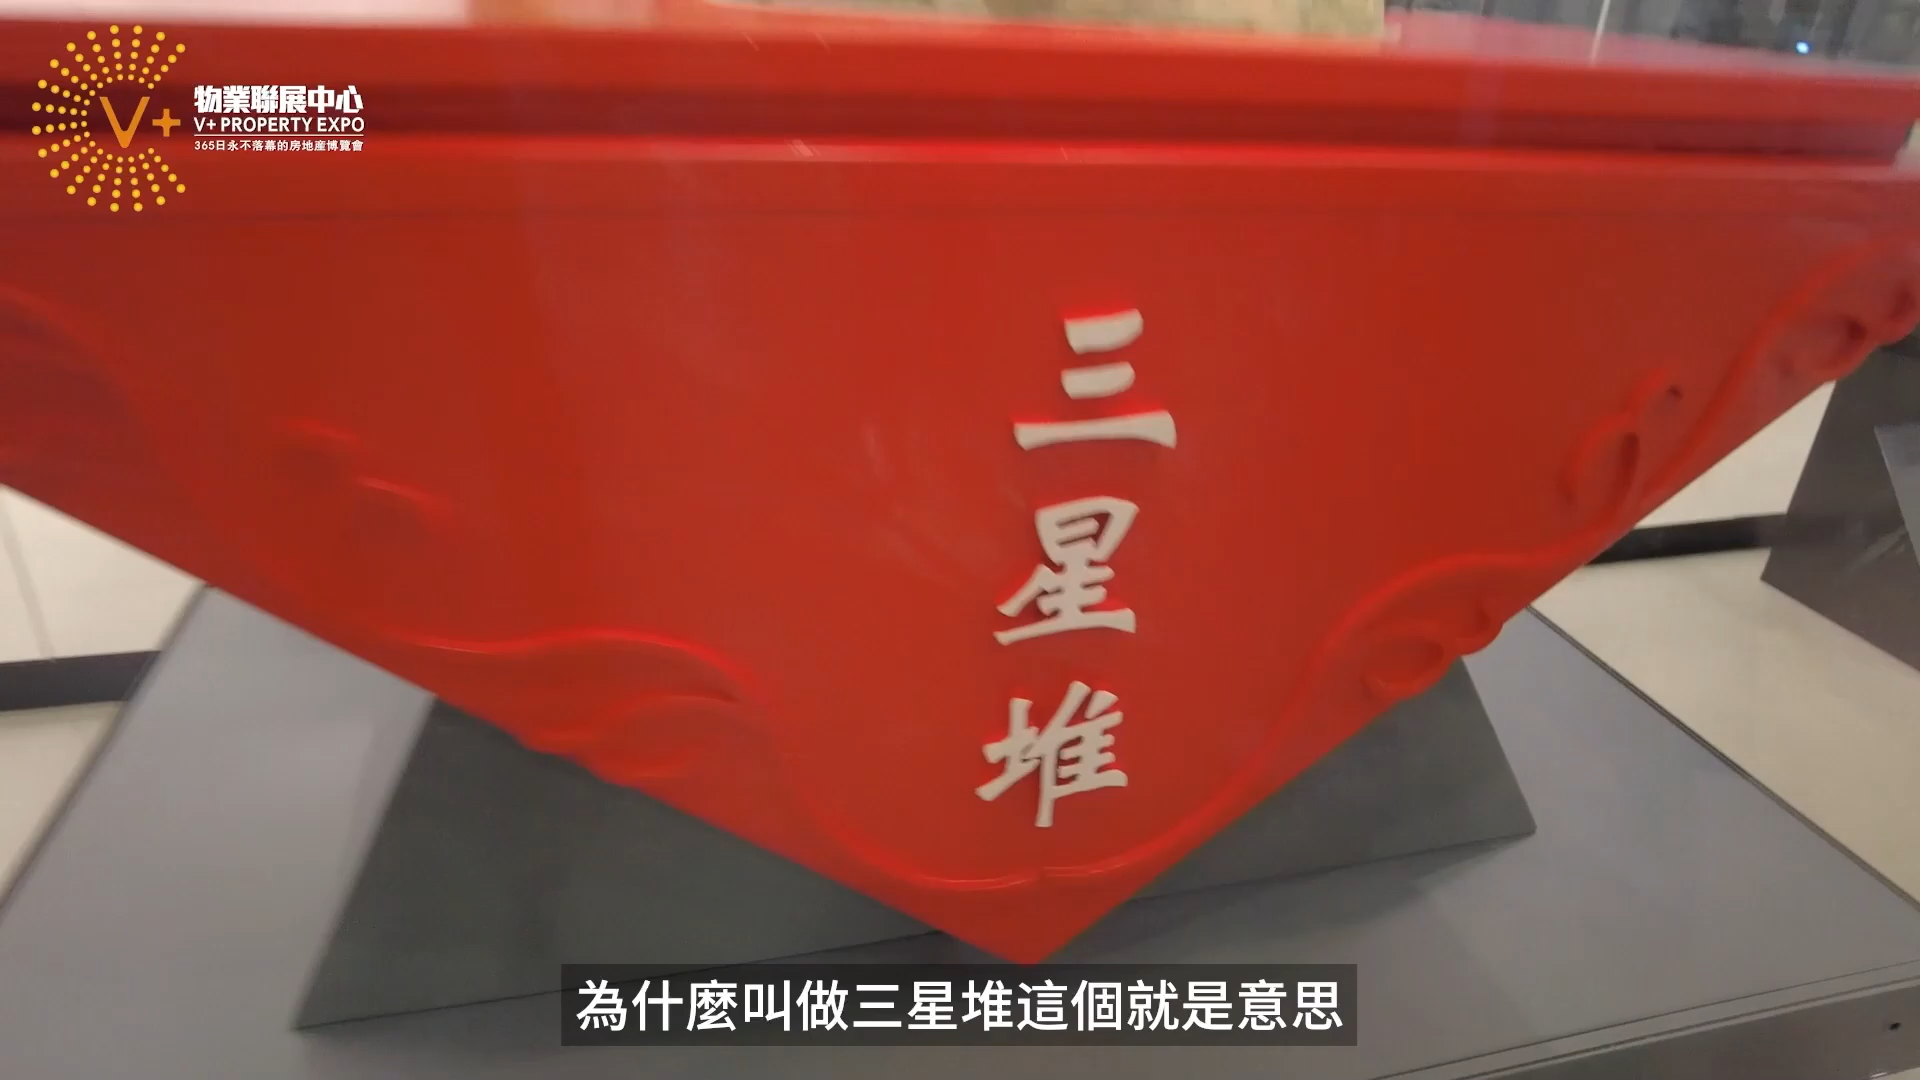 物業聯展中心
V+ PROPERTY EXPO
365日永不落幕的房地產博覽會
三星堆
為什麼叫做三星堆這個就是意思